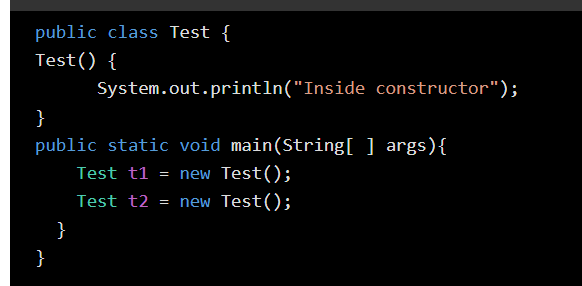 public class Test {
Test() {
System.out.println("Inside constructor");
}
public static void main(String[ ] args){
Test t1 = new Test();
Test t2 = new Test();
}
}